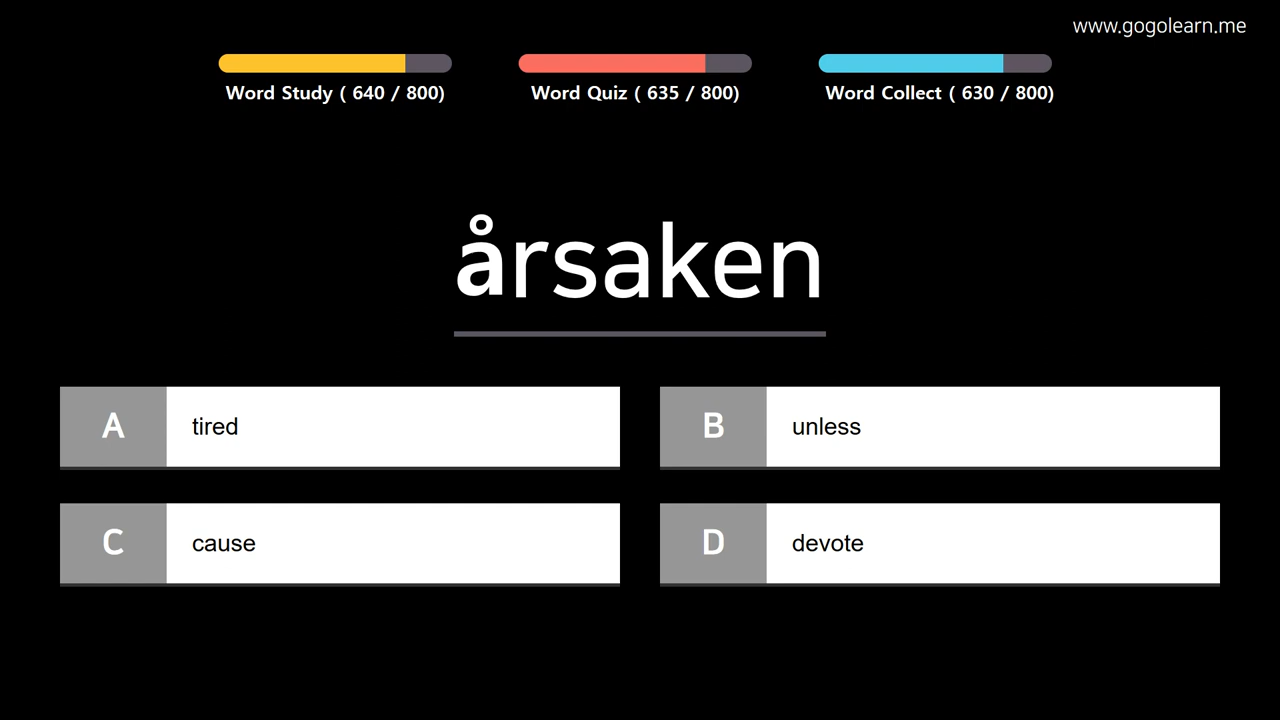 www.gogolearn.me
Word Study ( 640 / 800)
Word Quiz ( 635 / 800)
Word Collect ( 630 / 800)
årsaken
A tired
B unless
C cause
D devote